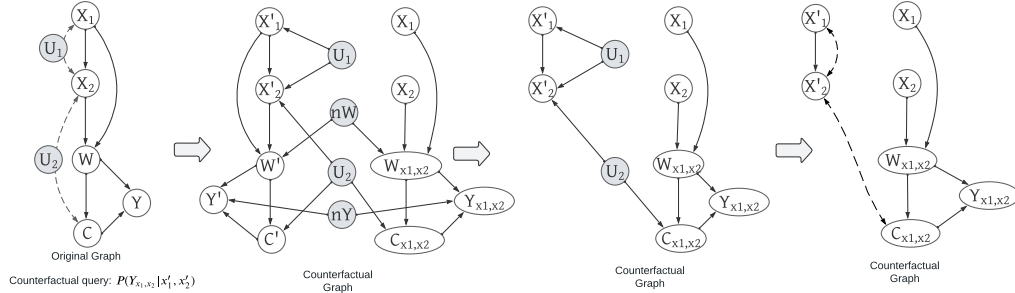 X1
U1
X2
U2
W
Y
C
Original Graph
Counterfactual query: P(Y_{x1,x2}|x'1, x'2)
X'1
X1
U1
X'2
X2
nW
W'
U2
Wx1,x2
Y'
nY
Yx1,x2
C'
Cx1,x2
Counterfactual
Graph
X'1
X1
U1
X'2
X2
U2
Wx1,x2
Yx1,x2
Cx1,x2
Counterfactual
Graph
X'1
X1
X'2
X2
Wx1,x2
Yx1,x2
Cx1,x2
Counterfactual
Graph